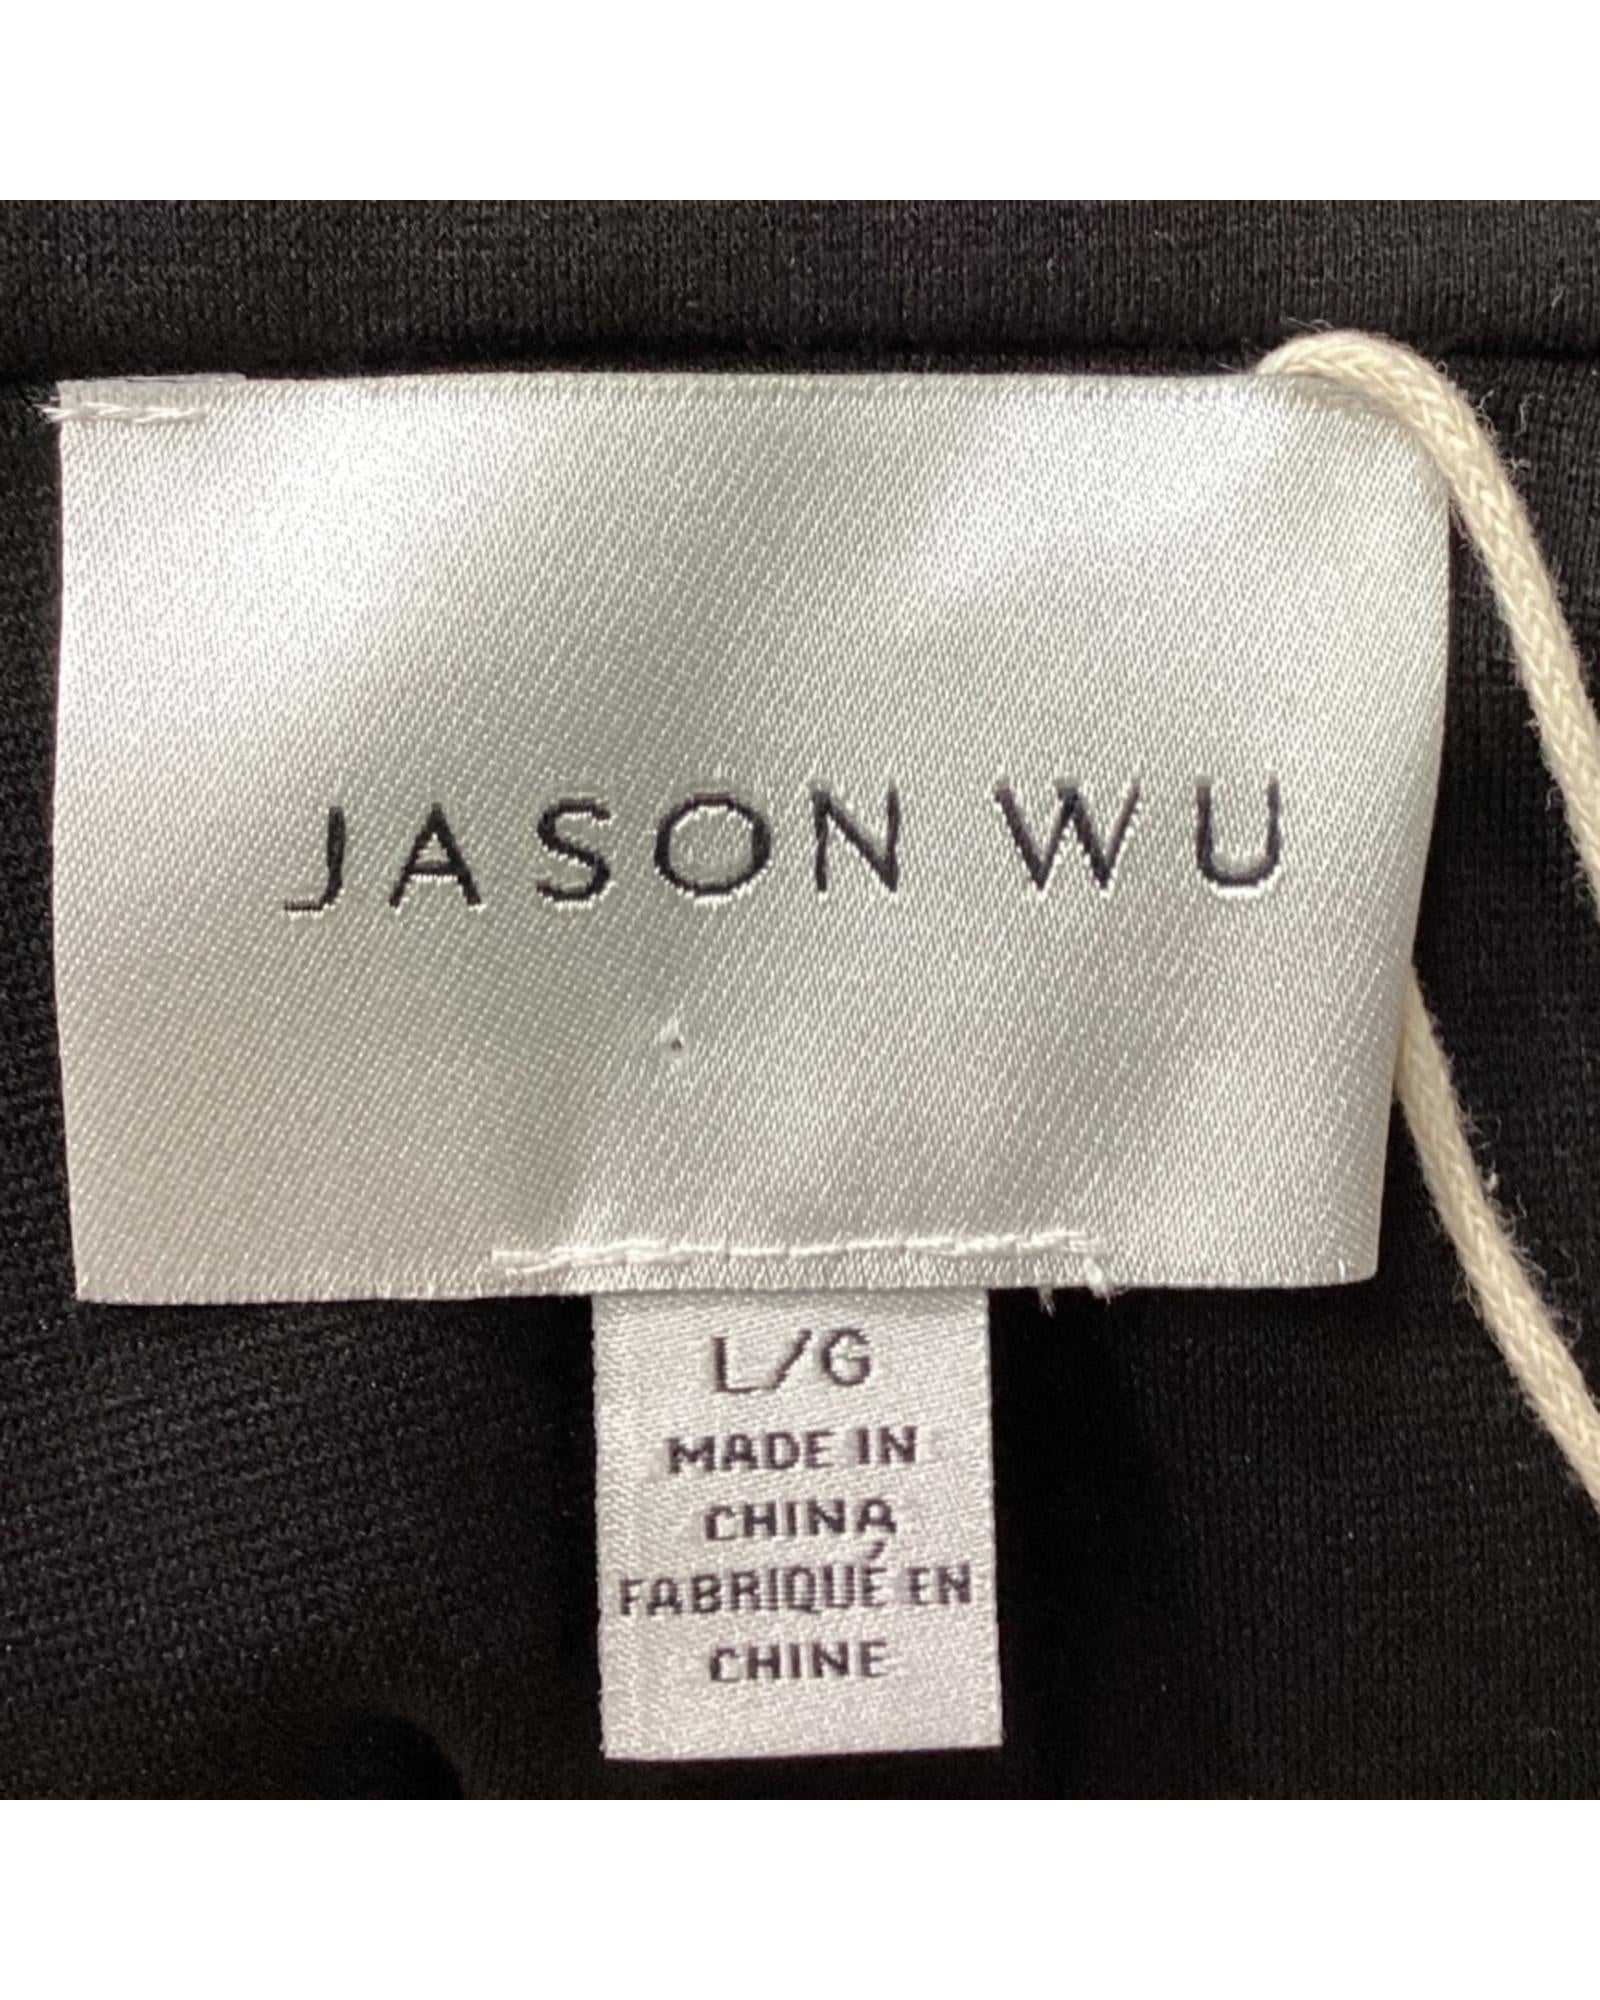 JASON WU
L/G
MADE IN
CHINA
FABRIQUÉ EN
CHINE